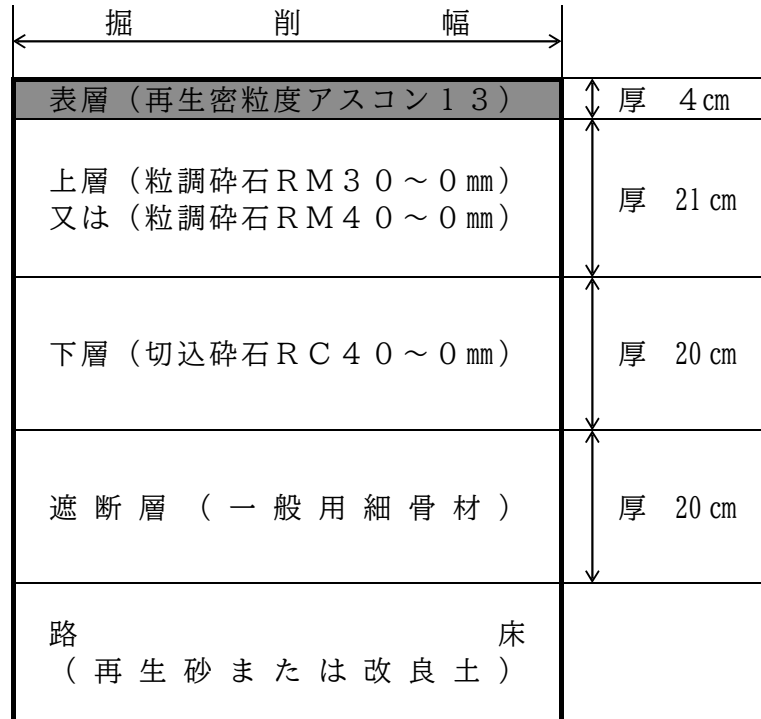 掘削幅
表層（再生密粒度アスコン１３）
厚 4㎝
上層（粒調砕石ＲＭ３０～０㎜）
又は（粒調砕石ＲＭ４０～０㎜）
厚 21㎝
下層（切込砕石ＲＣ４０～０㎜）
厚 20㎝
遮断層（一般用細骨材）
厚 20㎝
路床
（再生砂または改良土）